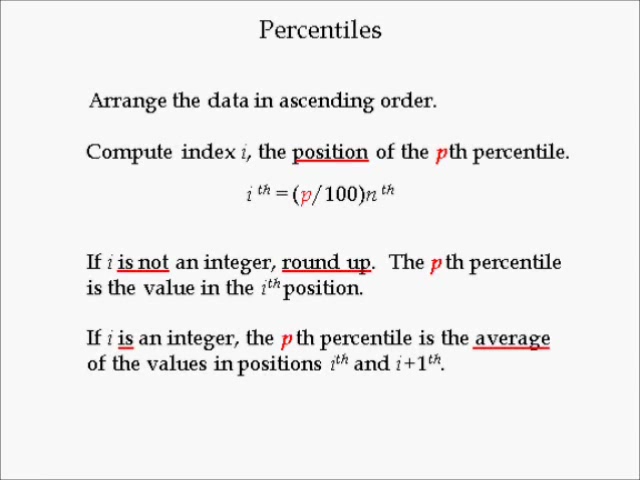 Percentiles
Arrange the data in ascending order.
Compute index i, the position of the pth percentile.
i th = (p/100)n th
If i is not an integer, round up. The p th percentile
is the value in the ith position.
If i is an integer, the p th percentile is the average
of the values in positions ith and i+1th.